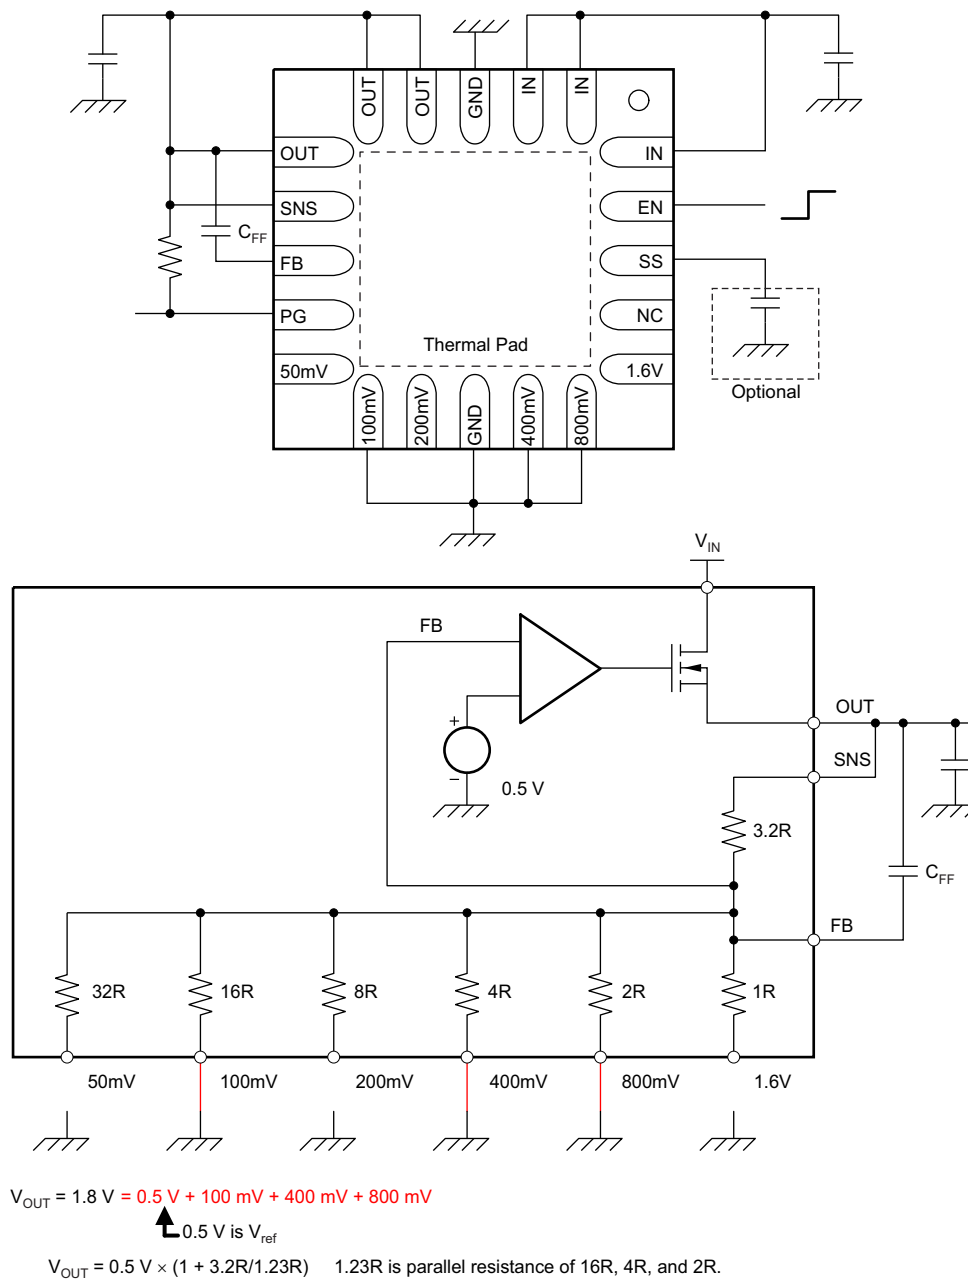 OUT
OUT
GND
IN
IN
OUT
IN
SNS
EN
C_FF
FB
SS
PG
NC
Thermal Pad
50mV
1.6V
Optional
100mV
200mV
GND
400mV
800mV
V_IN
FB
OUT
+
SNS
−
0.5 V
3.2R
C_FF
FB
32R
16R
8R
4R
2R
1R
50mV
100mV
200mV
400mV
800mV
1.6V
V_OUT = 1.8 V = 0.5 V + 100 mV + 400 mV + 800 mV
0.5 V is V_ref
V_OUT = 0.5 V × (1 + 3.2R/1.23R) 1.23R is parallel resistance of 16R, 4R, and 2R.